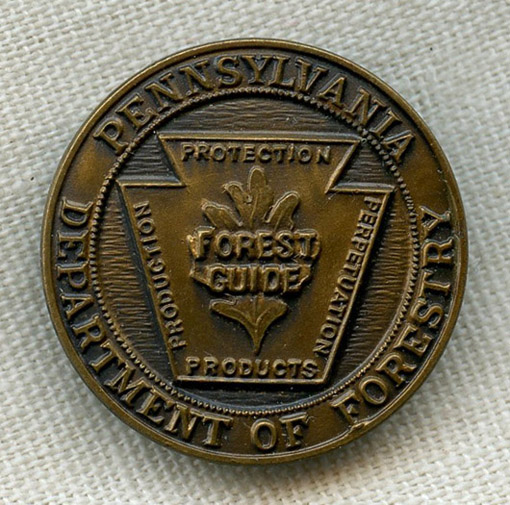 PENNSYLVANIA
DEPARTMENT OF FORESTRY
PROTECTION
PRODUCTION
FOREST
GUIDE
PERPETUATION
PRODUCTS